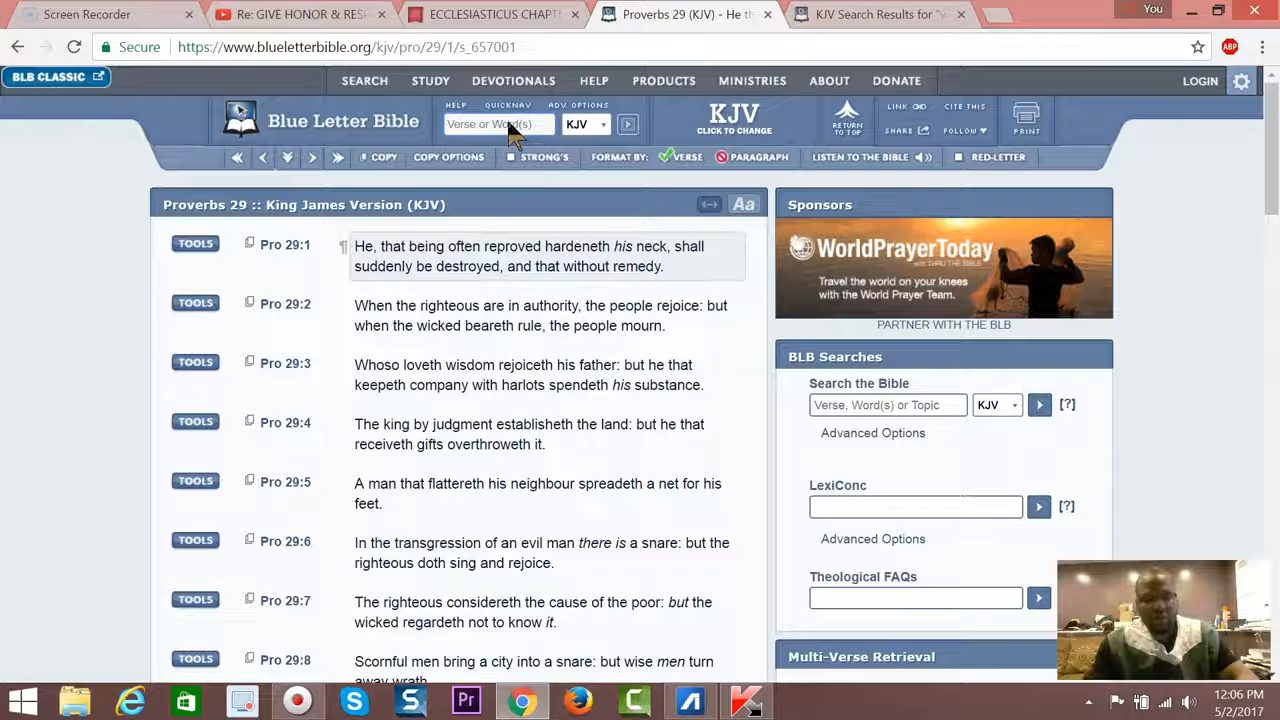 Screen Recorder
Re: GIVE HONOR & RES
ECCLESIASTICUS CHAPT
Proverbs 29 (KJV) - He th
KJV Search Results for "
You
Secure
https://www.blueletterbible.org/kjv/pro/29/1/s_657001
ABP
BLB CLASSIC
SEARCH STUDY DEVOTIONALS HELP PRODUCTS MINISTRIES ABOUT DONATE
LOGIN
Blue Letter Bible
HELP QUICKNAV ADV. OPTIONS
Verse or Word(s)
KJV
KJV
CLICK TO CHANGE
RETURN
TO TOP
LINK CITE THIS
SHARE FOLLOW
PRINT
COPY COPY OPTIONS STRONG'S FORMAT BY: VERSE PARAGRAPH LISTEN TO THE BIBLE RED-LETTER
Proverbs 29 :: King James Version (KJV)
Aa
TOOLS Pro 29:1 ¶ He, that being often reproved hardeneth his neck, shall
suddenly be destroyed, and that without remedy.
TOOLS Pro 29:2 When the righteous are in authority, the people rejoice: but
when the wicked beareth rule, the people mourn.
TOOLS Pro 29:3 Whoso loveth wisdom rejoiceth his father: but he that
keepeth company with harlots spendeth his substance.
TOOLS Pro 29:4 The king by judgment establisheth the land: but he that
receiveth gifts overthroweth it.
TOOLS Pro 29:5 A man that flattereth his neighbour spreadeth a net for his
feet.
TOOLS Pro 29:6 In the transgression of an evil man there is a snare: but the
righteous doth sing and rejoice.
TOOLS Pro 29:7 The righteous considereth the cause of the poor: but the
wicked regardeth not to know it.
TOOLS Pro 29:8 Scornful men bring a city into a snare: but wise men turn
away wrath.
Sponsors
WorldPrayerToday
with THRU the BIBLE
Travel the world on your
knees with the World Prayer Team.
PARTNER WITH THE BLB
BLB Searches
Search the Bible
Verse, Word(s) or Topic
KJV
[?]
Advanced Options
LexiConc
[?]
Advanced Options
Theological FAQs
Multi-Verse Retrieval
Pr
12:06 PM
5/2/2017